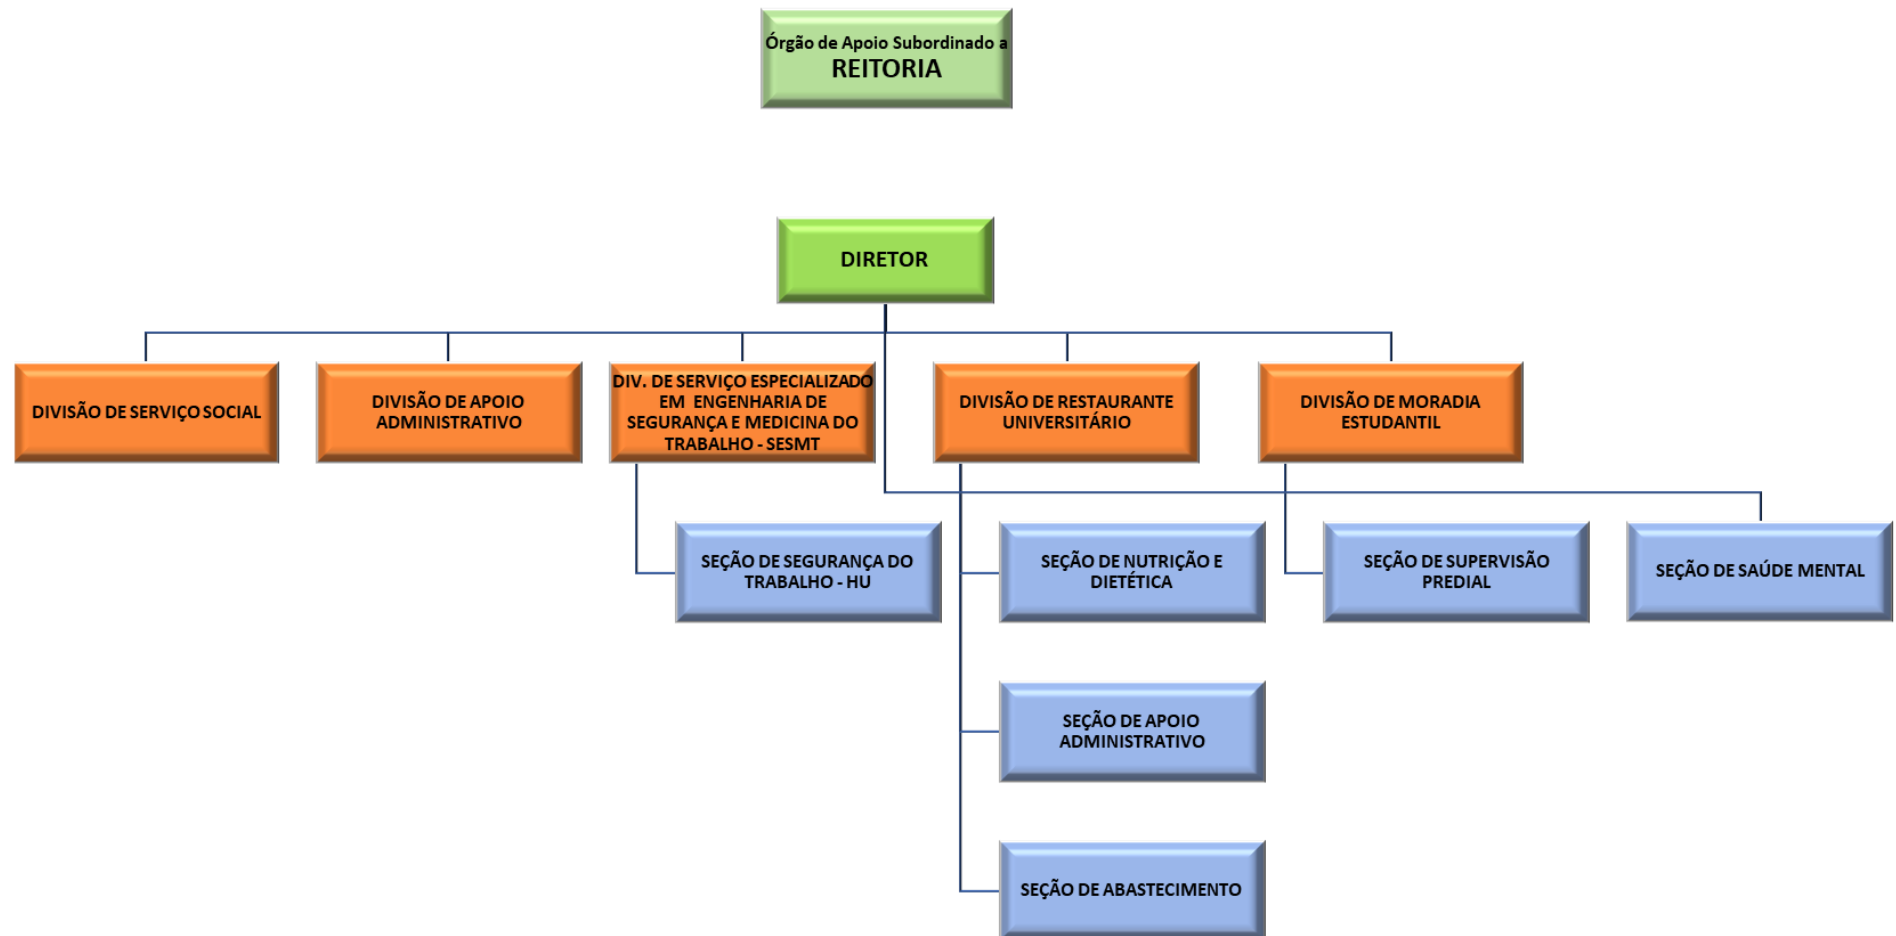 Órgão de Apoio Subordinado a
REITORIA
DIRETOR
DIVISÃO DE SERVIÇO SOCIAL
DIVISÃO DE APOIO
ADMINISTRATIVO
DIV. DE SERVIÇO ESPECIALIZADO
EM ENGENHARIA DE
SEGURANÇA E MEDICINA DO
TRABALHO - SESMT
DIVISÃO DE RESTAURANTE
UNIVERSITÁRIO
DIVISÃO DE MORADIA
ESTUDANTIL
SEÇÃO DE SEGURANÇA DO
TRABALHO - HU
SEÇÃO DE NUTRIÇÃO E
DIETÉTICA
SEÇÃO DE SUPERVISÃO
PREDIAL
SEÇÃO DE SAÚDE MENTAL
SEÇÃO DE APOIO
ADMINISTRATIVO
SEÇÃO DE ABASTECIMENTO